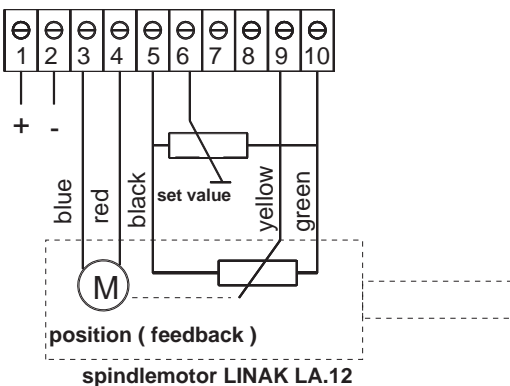 1 2 3 4 5 6 7 8 9 10
+ -
blue
red
black
set value
yellow
green
M
position ( feedback )
spindlemotor LINAK LA.12